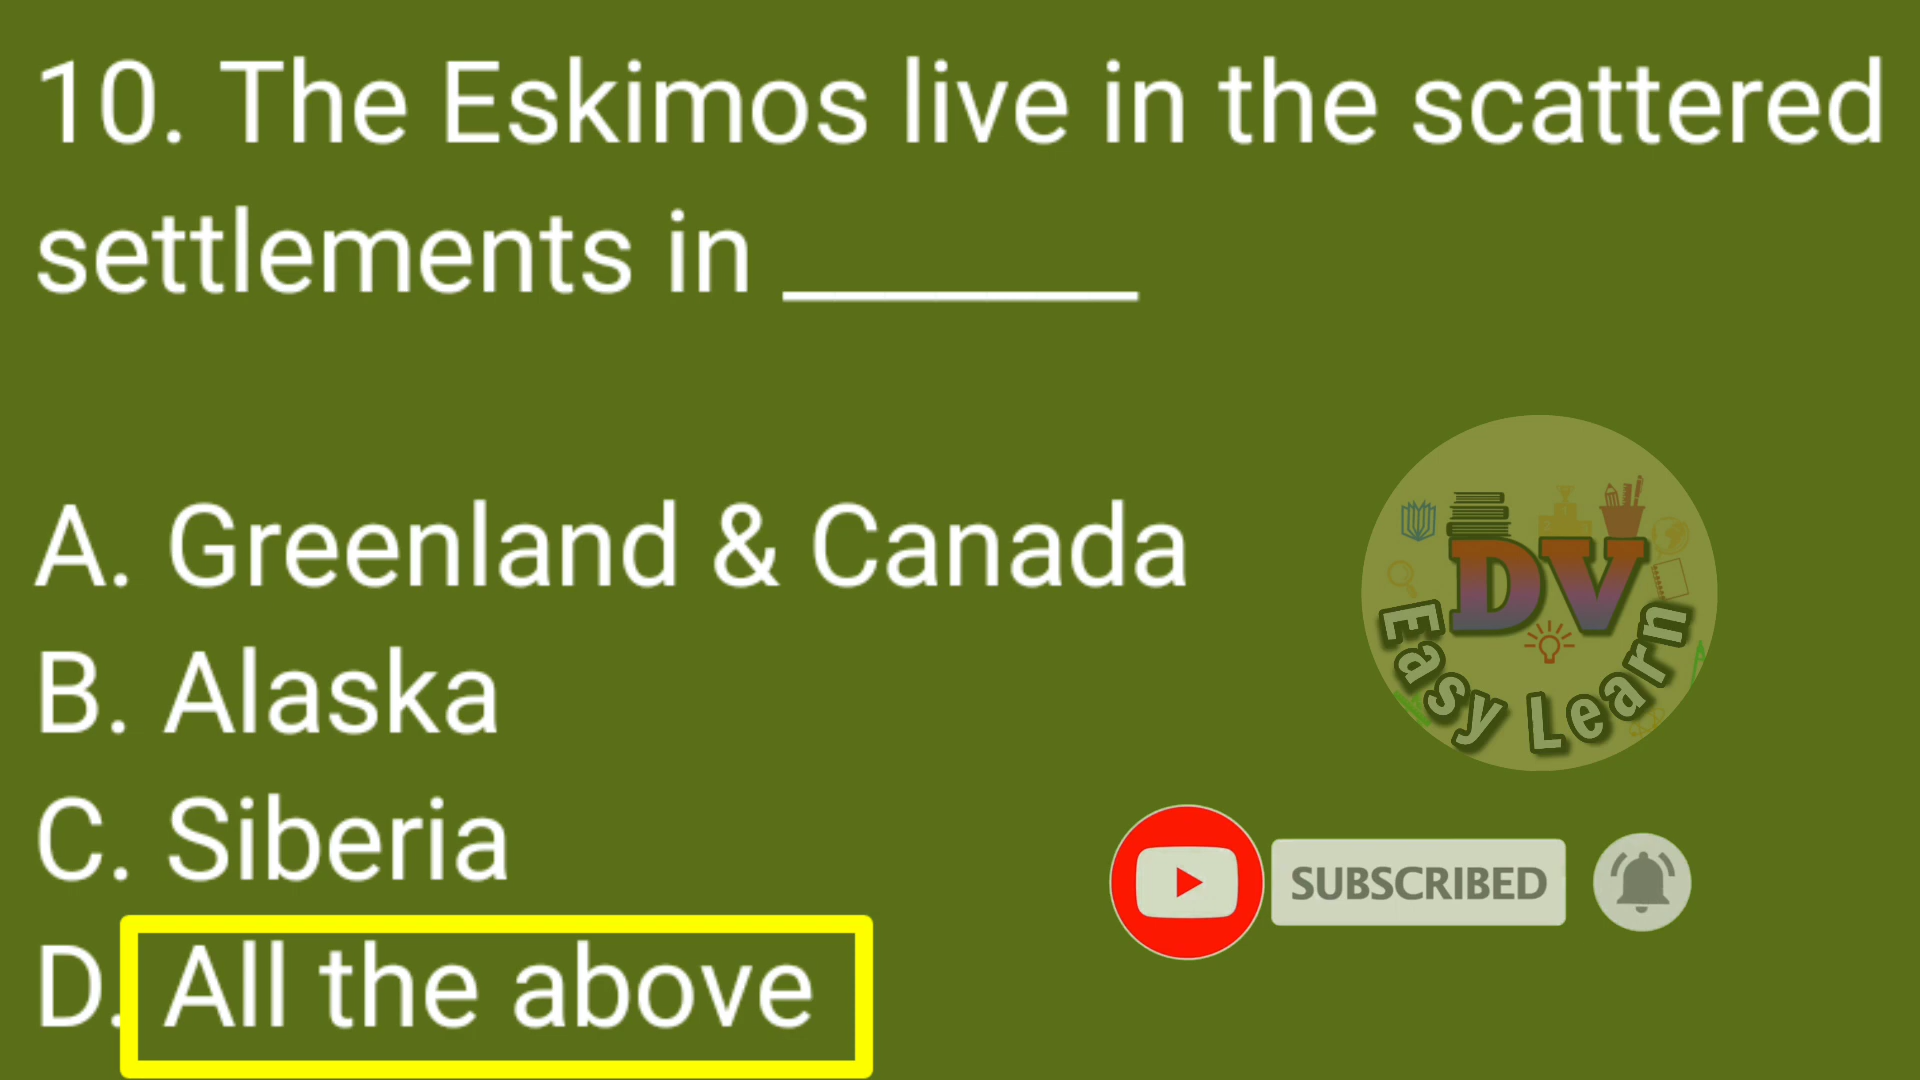 10. The Eskimos live in the scattered
settlements in _______
A. Greenland & Canada
B. Alaska
C. Siberia
D. All the above
DV
Easy Learn
SUBSCRIBED